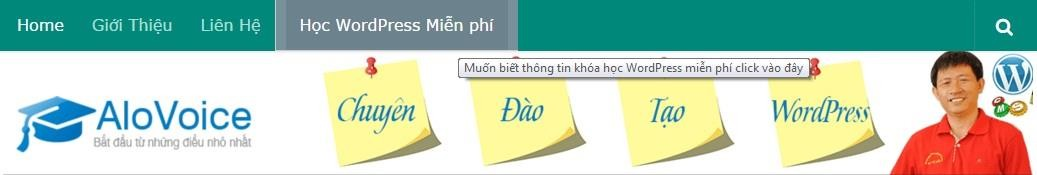 Home Giới Thiệu Liên Hệ Học WordPress Miễn phí
Muốn biết thông tin khóa học WordPress miễn phí click vào đây
Chuyên Đào Tạo WordPress
AloVoice
Bắt đầu từ những điều nhỏ nhất